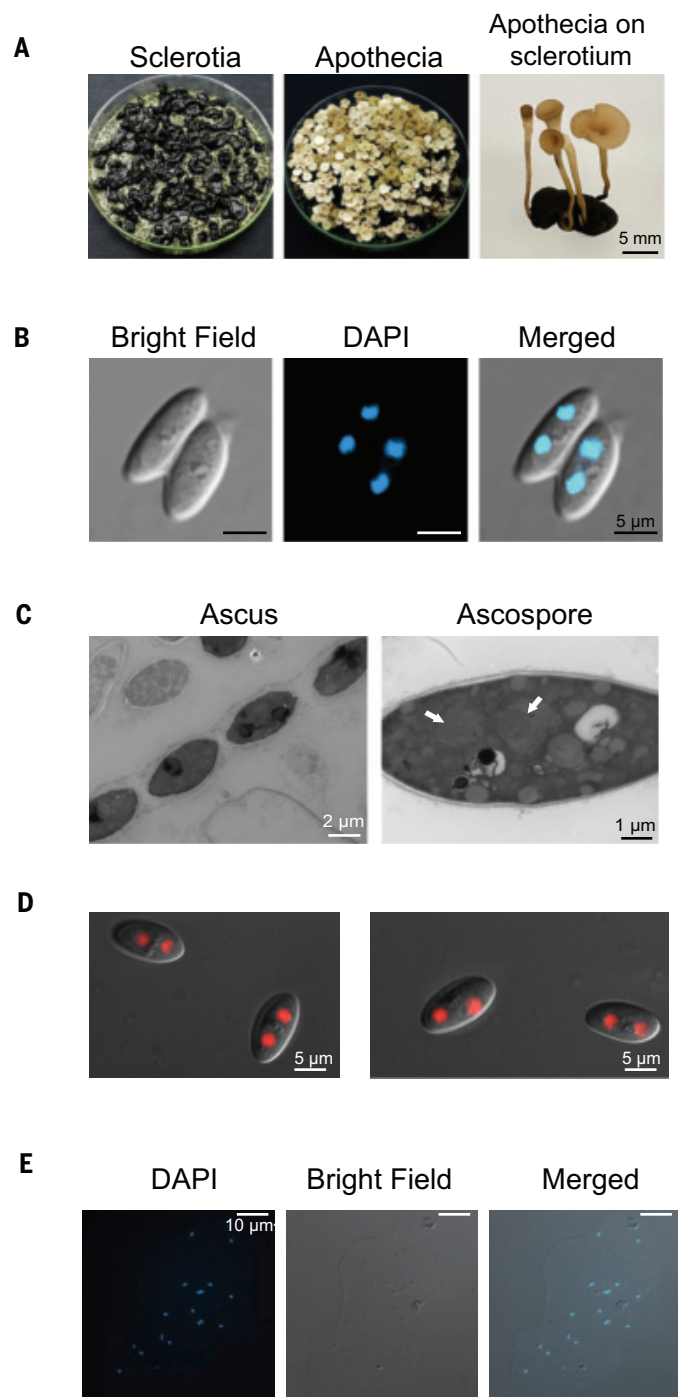 A
Sclerotia
Apothecia
Apothecia on
sclerotium
5 mm
B
Bright Field
DAPI
Merged
5 μm
C
Ascus
Ascospore
2 μm
1 μm
D
5 μm
5 μm
E
DAPI
Bright Field
Merged
10 μm